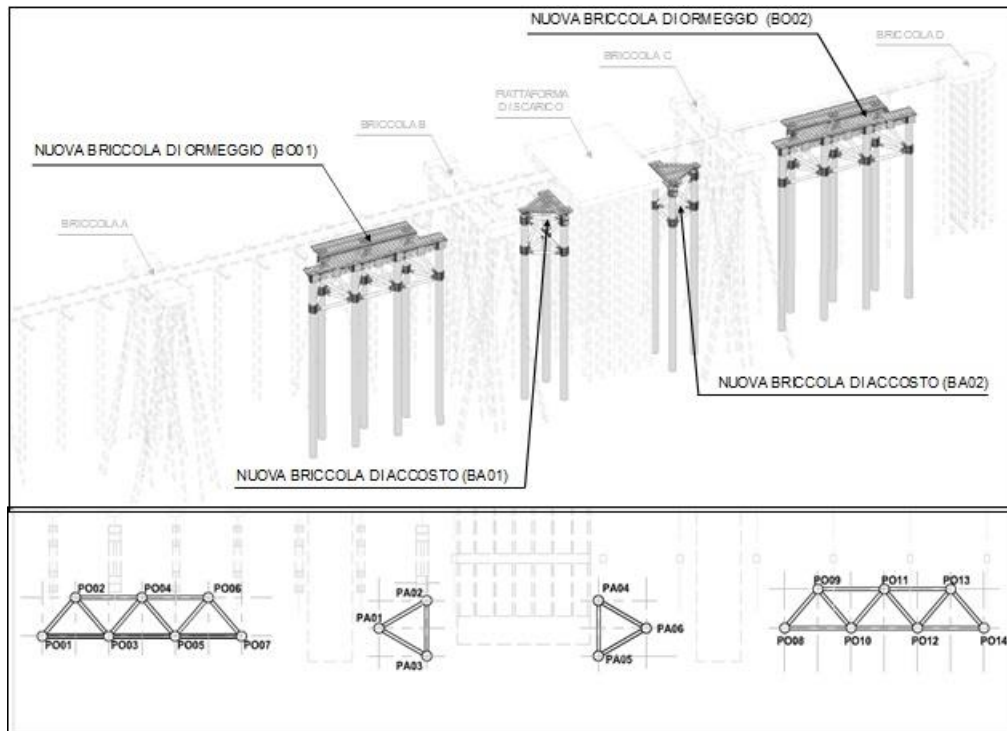 NUOVA BRICCOLA DI ORMEGGIO (BO02)
BRICCOLA D
BRICCOLA C
PIATTAFORMA
DI SCARICO
BRICCOLA B
NUOVA BRICCOLA DI ORMEGGIO (BO01)
BRICCOLA A
NUOVA BRICCOLA DI ACCOSTO (BA02)
NUOVA BRICCOLA DI ACCOSTO (BA01)
PO02 PO04 PO06
PO01 PO03 PO05 PO07
PA02
PA01
PA03
PA04
PA06
PA05
PO09 PO11 PO13
PO08 PO10 PO12 PO14